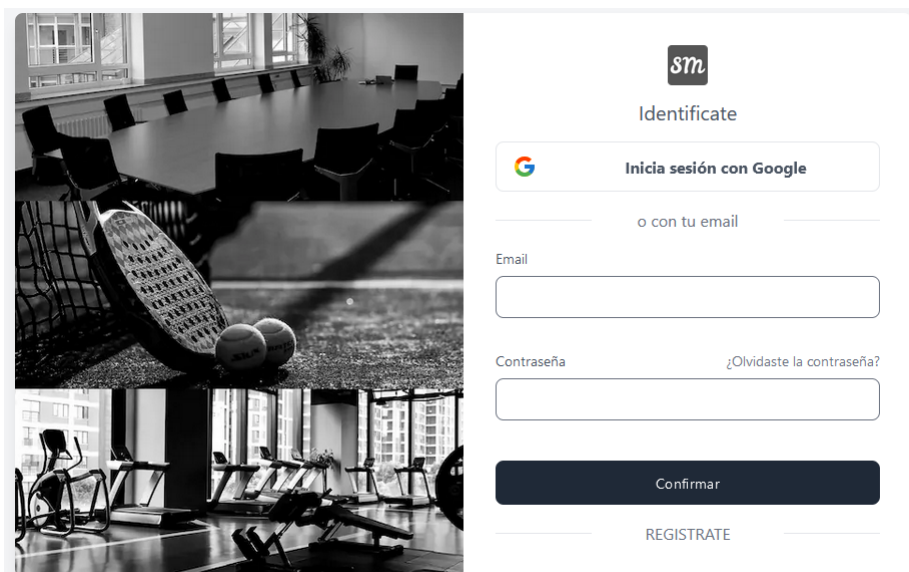 sm
Identificate
Inicia sesión con Google
o con tu email
Email
Contraseña
¿Olvidaste la contraseña?
Confirmar
REGISTRATE